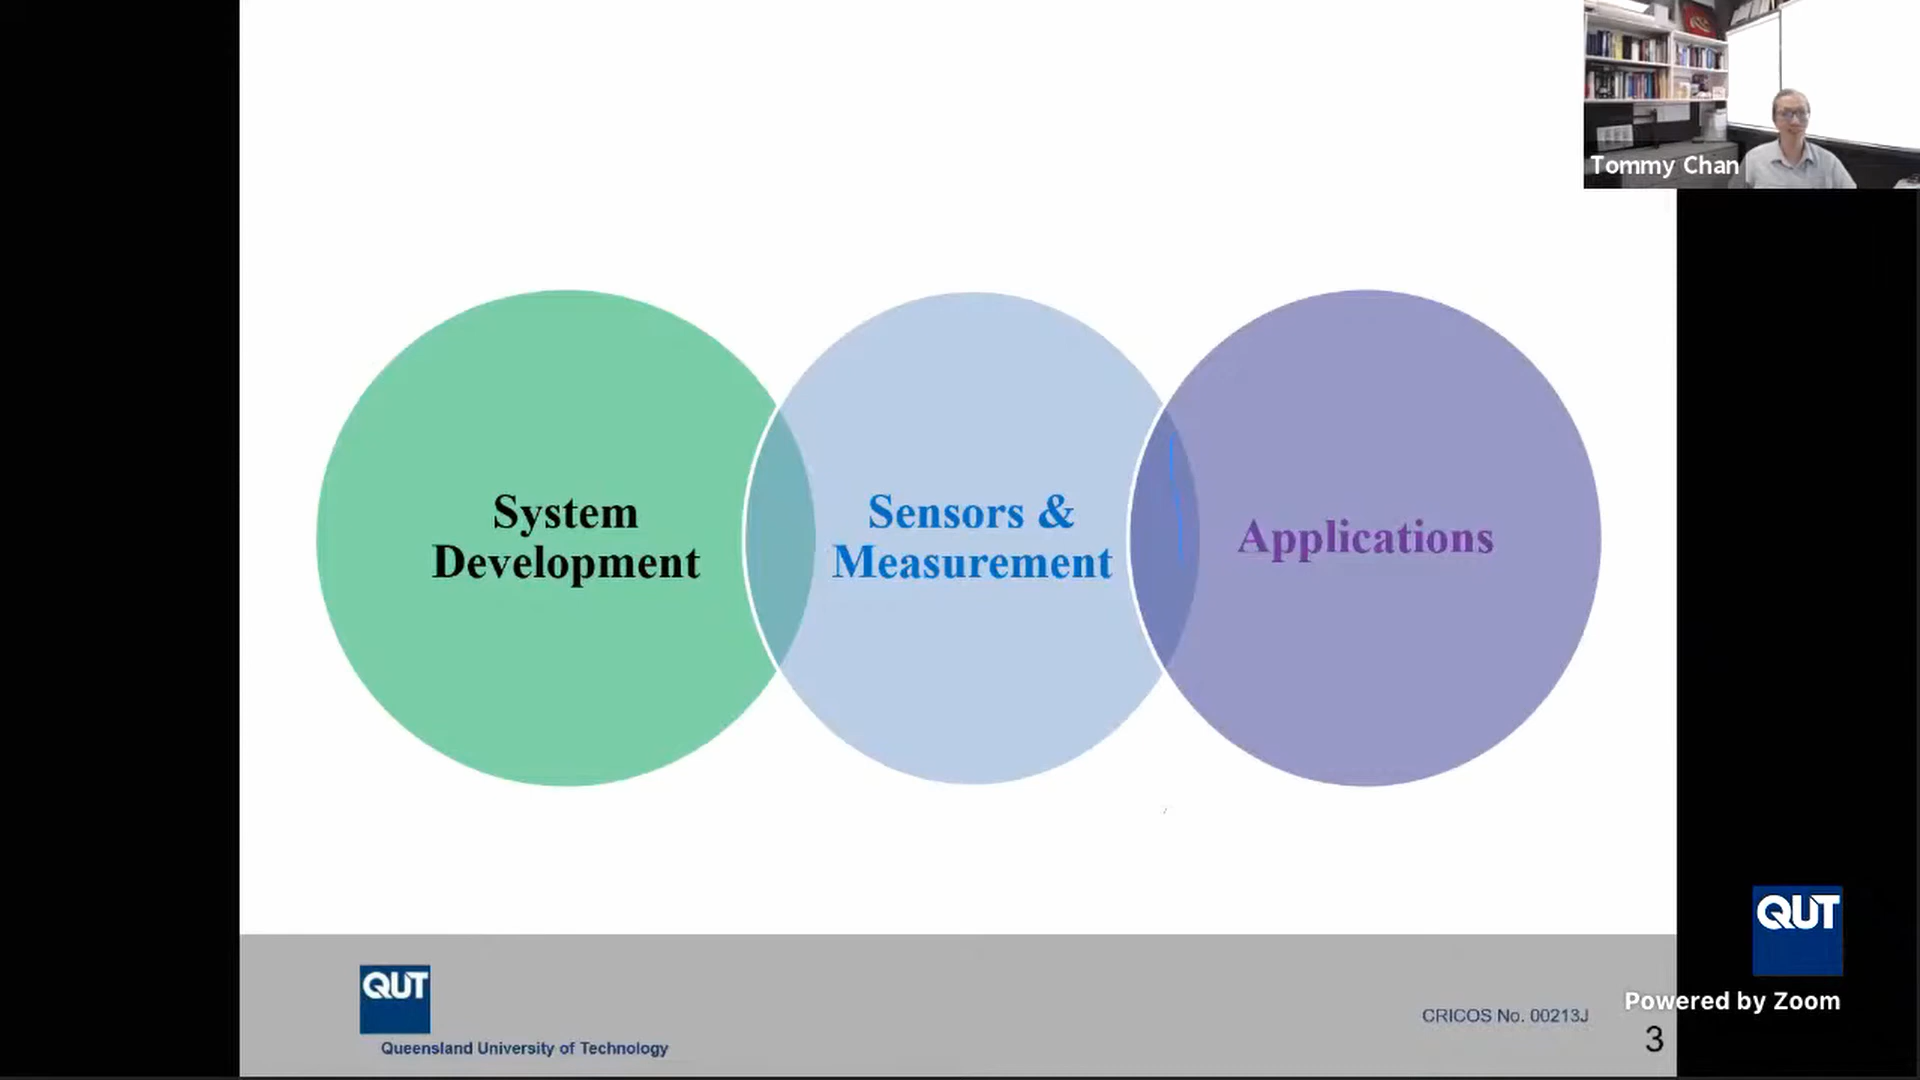 Tommy Chan
System
Development
Sensors &
Measurement
Applications
QUT
Queensland University of Technology
CRICOS No. 00213J
3
QUT
Powered by Zoom